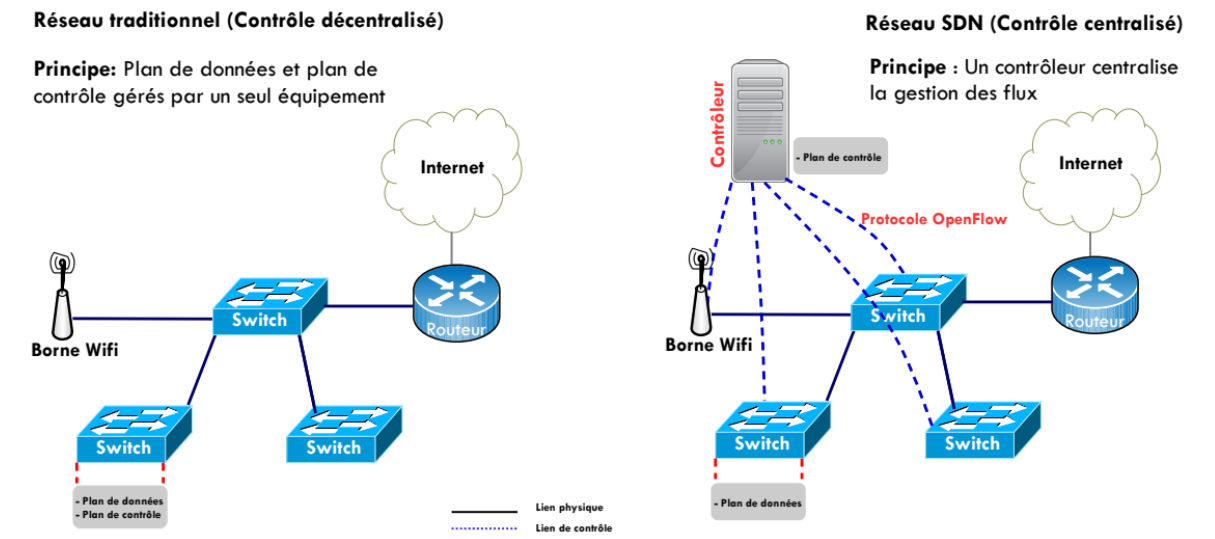 Réseau traditionnel (Contrôle décentralisé)
Principe: Plan de données et plan de
contrôle gérés par un seul équipement
Internet
Borne Wifi
Switch
Routeur
Switch
Switch
- Plan de données
- Plan de contrôle
Lien physique
Lien de contrôle
Réseau SDN (Contrôle centralisé)
Principe : Un contrôleur centralise
la gestion des flux
Contrôleur
- Plan de contrôle
Internet
Protocole OpenFlow
Borne Wifi
Switch
Routeur
Switch
Switch
- Plan de données